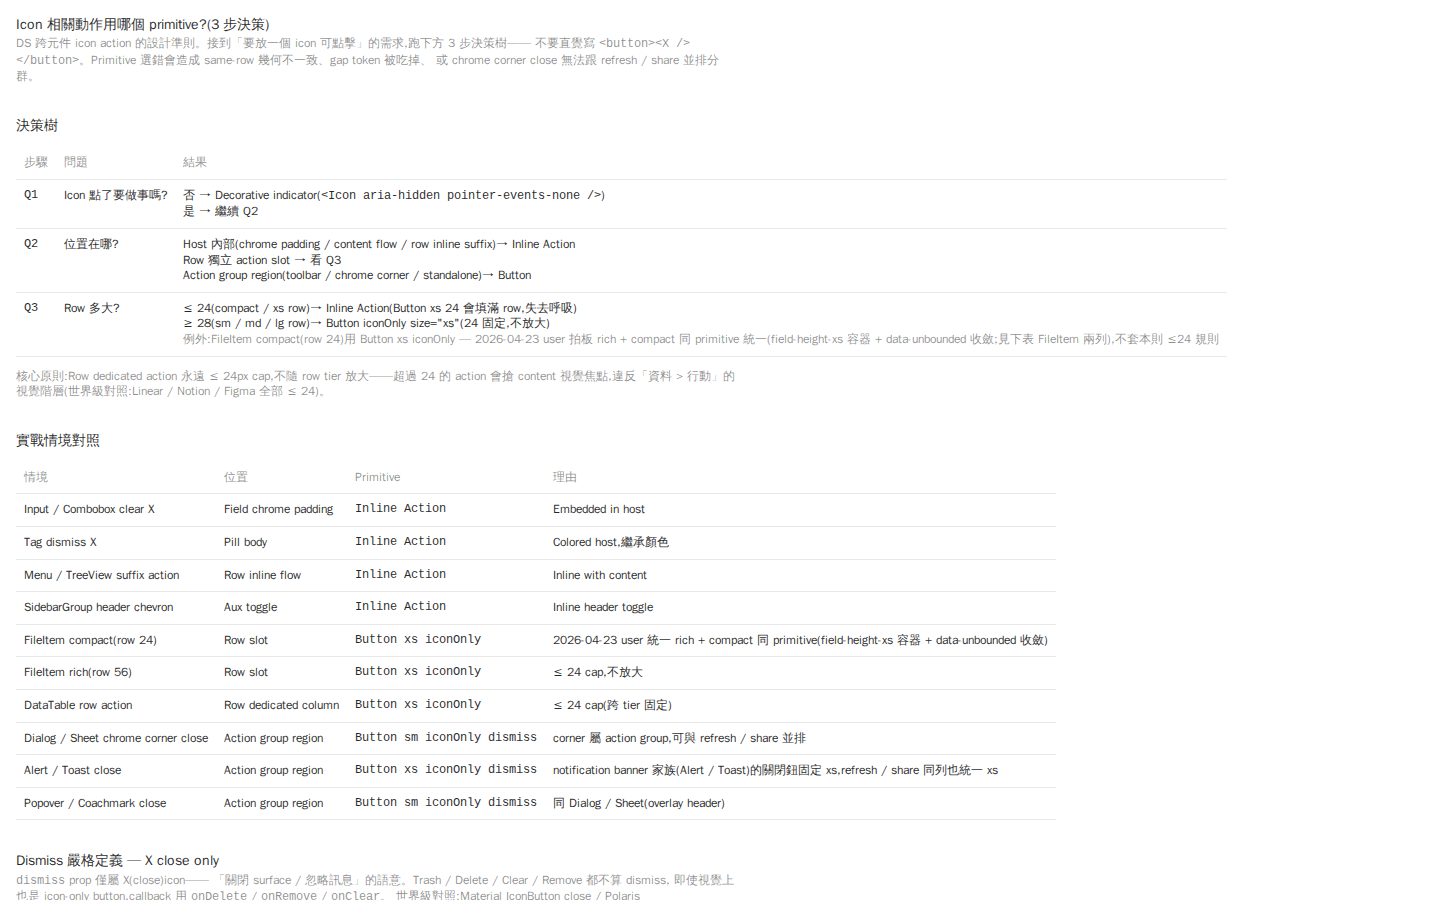 Icon 相關動作用哪個 primitive?(3 步決策)
DS 跨元件 icon action 的設計準則。接到「要放一個 icon 可點擊」的需求,跑下方 3 步決策樹—— 不要直覺寫 <button><X />
</button>。Primitive 選錯會造成 same-row 幾何不一致、gap token 被吃掉、 或 chrome corner close 無法跟 refresh / share 並排分
群。
決策樹
步驟 問題 結果
Q1 Icon 點了要做事嗎? 否 → Decorative indicator(<Icon aria-hidden pointer-events-none />)
是 → 繼續 Q2
Q2 位置在哪? Host 內部(chrome padding / content flow / row inline suffix)→ Inline Action
Row 獨立 action slot → 看 Q3
Action group region(toolbar / chrome corner / standalone)→ Button
Q3 Row 多大? ≤ 24(compact / xs row)→ Inline Action(Button xs 24 會填滿 row,失去呼吸)
≥ 28(sm / md / lg row)→ Button iconOnly size="xs"(24 固定,不放大)
例外:FileItem compact(row 24)用 Button xs iconOnly — 2026-04-23 user 拍板 rich + compact 同 primitive 統一(field-height-xs 容器 + data-unbounded 收斂;見下表 FileItem 兩列),不套本則 ≤24 規則
核心原則:Row dedicated action 永遠 ≤ 24px cap,不隨 row tier 放大——超過 24 的 action 會搶 content 視覺焦點,違反「資料 > 行動」的
視覺階層(世界級對照:Linear / Notion / Figma 全部 ≤ 24)。
實戰情境對照
情境 位置 Primitive 理由
Input / Combobox clear X Field chrome padding Inline Action Embedded in host
Tag dismiss X Pill body Inline Action Colored host,繼承顏色
Menu / TreeView suffix action Row inline flow Inline Action Inline with content
SidebarGroup header chevron Aux toggle Inline Action Inline header toggle
FileItem compact(row 24) Row slot Button xs iconOnly 2026-04-23 user 統一 rich + compact 同 primitive(field-height-xs 容器 + data-unbounded 收斂)
FileItem rich(row 56) Row slot Button xs iconOnly ≤ 24 cap,不放大
DataTable row action Row dedicated column Button xs iconOnly ≤ 24 cap(跨 tier 固定)
Dialog / Sheet chrome corner close Action group region Button sm iconOnly dismiss corner 屬 action group,可與 refresh / share 並排
Alert / Toast close Action group region Button xs iconOnly dismiss notification banner 家族(Alert / Toast)的關閉鈕固定 xs,refresh / share 同列也統一 xs
Popover / Coachmark close Action group region Button sm iconOnly dismiss 同 Dialog / Sheet(overlay header)
Dismiss 嚴格定義 — X close only
dismiss prop 僅屬 X(close)icon—— 「關閉 surface / 忽略訊息」的語意。Trash / Delete / Clear / Remove 都不算 dismiss, 即使視覺上
也是 icon-only button.callback 用 onDelete / onRemove / onClear。 世界級對照:Material IconButton close / Polaris